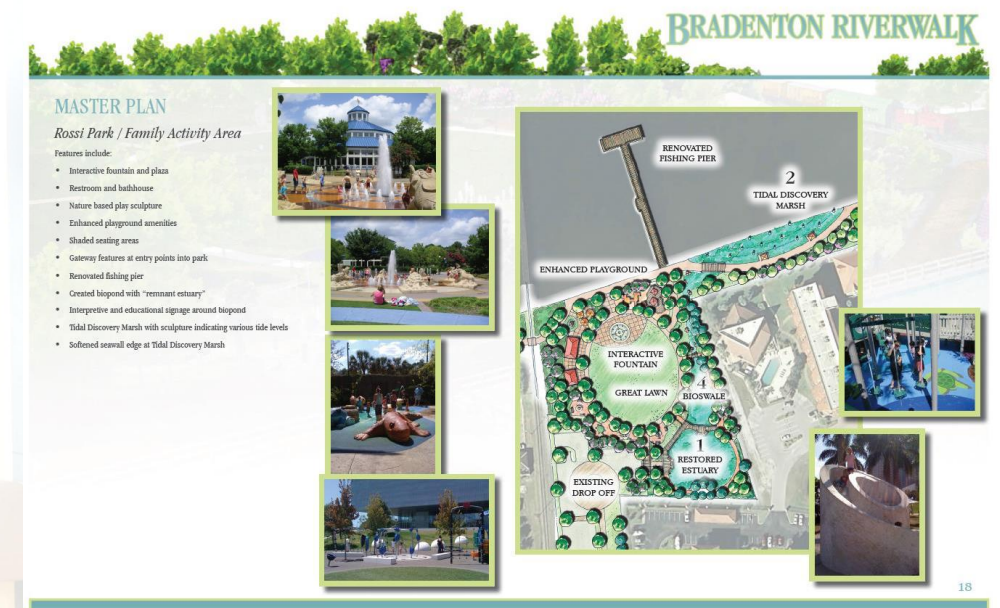 BRADENTON RIVERWALK
MASTER PLAN
Rossi Park / Family Activity Area
Features include:
• Interactive fountain and plaza
• Restroom and bathhouse
• Nature based play sculpture
• Enhanced playground amenities
• Shaded seating areas
• Gateway features at entry points into park
• Renovated fishing pier
• Created biopond with “remnant estuary”
• Interpretive and educational signage around biopond
• Tidal Discovery Marsh with sculpture indicating various tide levels
• Softened seawall edge at Tidal Discovery Marsh
RENOVATED
FISHING PIER
2
TIDAL DISCOVERY
MARSH
ENHANCED PLAYGROUND
INTERACTIVE
FOUNTAIN
GREAT LAWN
4
BIOSWALE
1
RESTORED
ESTUARY
EXISTING
DROP OFF
18